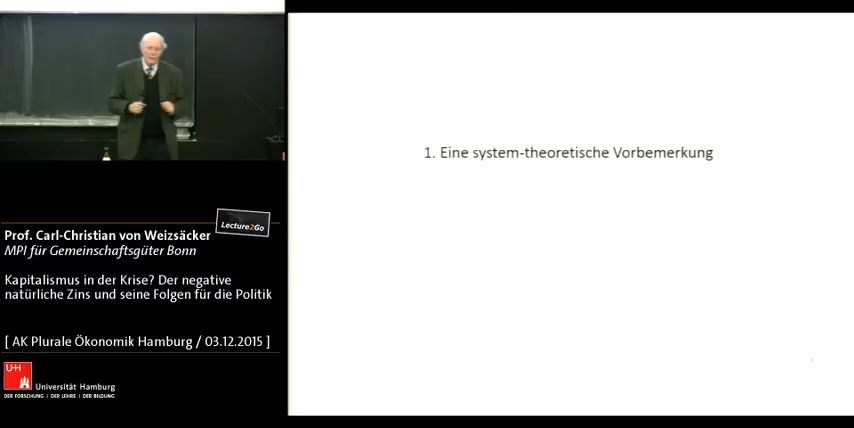 1. Eine system-theoretische Vorbemerkung
Lecture2Go
Prof. Carl-Christian von Weizsäcker
MPI für Gemeinschaftsgüter Bonn
Kapitalismus in der Krise? Der negative
natürliche Zins und seine Folgen für die Politik
[ AK Plurale Ökonomik Hamburg / 03.12.2015 ]
UH
Universität Hamburg
DER FORSCHUNG | DER LEHRE | DER BILDUNG